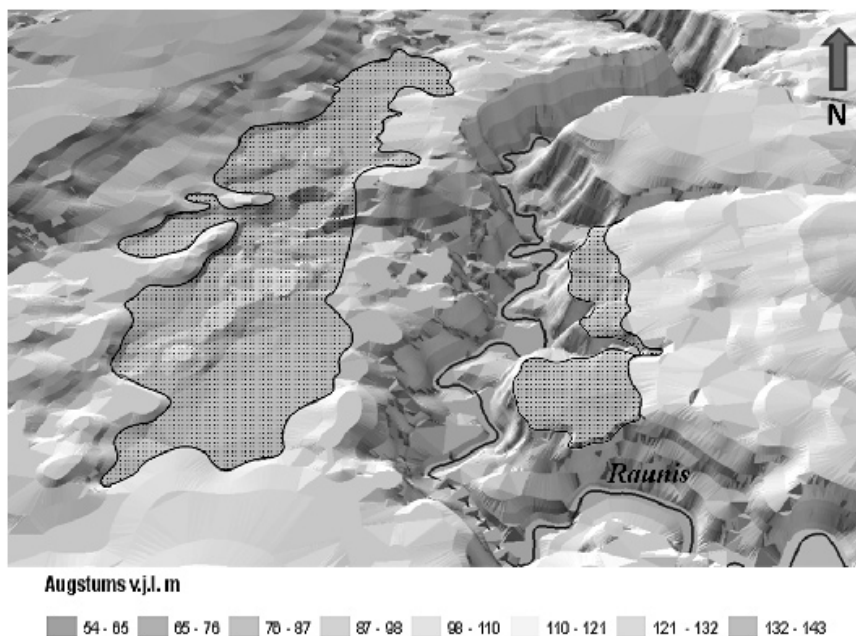 N
Raunis
Augstums v.j.l. m
54 - 65 65 - 76 76 - 87 87 - 98 98 - 110 110 - 121 121 - 132 132 - 143